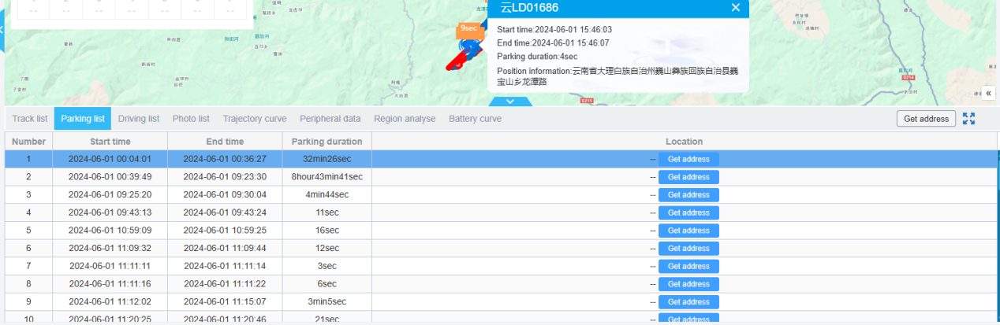 云LD01686
9sec
Start time:2024-06-01 15:46:03
End time:2024-06-01 15:46:07
Parking duration:4sec
Position information:云南省大理白族自治州巍山彝族回族自治县巍
宝山乡龙潭路
G214
G215
«
Track list Parking list Driving list Photo list Trajectory curve Peripheral data Region analyse Battery curve Get address
Number Start time End time Parking duration Location
1 2024-06-01 00:04:01 2024-06-01 00:36:27 32min26sec -- Get address
2 2024-06-01 00:39:49 2024-06-01 09:23:30 8hour43min41sec -- Get address
3 2024-06-01 09:25:20 2024-06-01 09:30:04 4min44sec -- Get address
4 2024-06-01 09:43:13 2024-06-01 09:43:24 11sec -- Get address
5 2024-06-01 10:59:09 2024-06-01 10:59:25 16sec -- Get address
6 2024-06-01 11:09:32 2024-06-01 11:09:44 12sec -- Get address
7 2024-06-01 11:11:11 2024-06-01 11:11:14 3sec -- Get address
8 2024-06-01 11:11:16 2024-06-01 11:11:22 6sec -- Get address
9 2024-06-01 11:12:02 2024-06-01 11:15:07 3min5sec -- Get address
10 2024-06-01 11:20:25 2024-06-01 11:20:46 21sec -- Get address